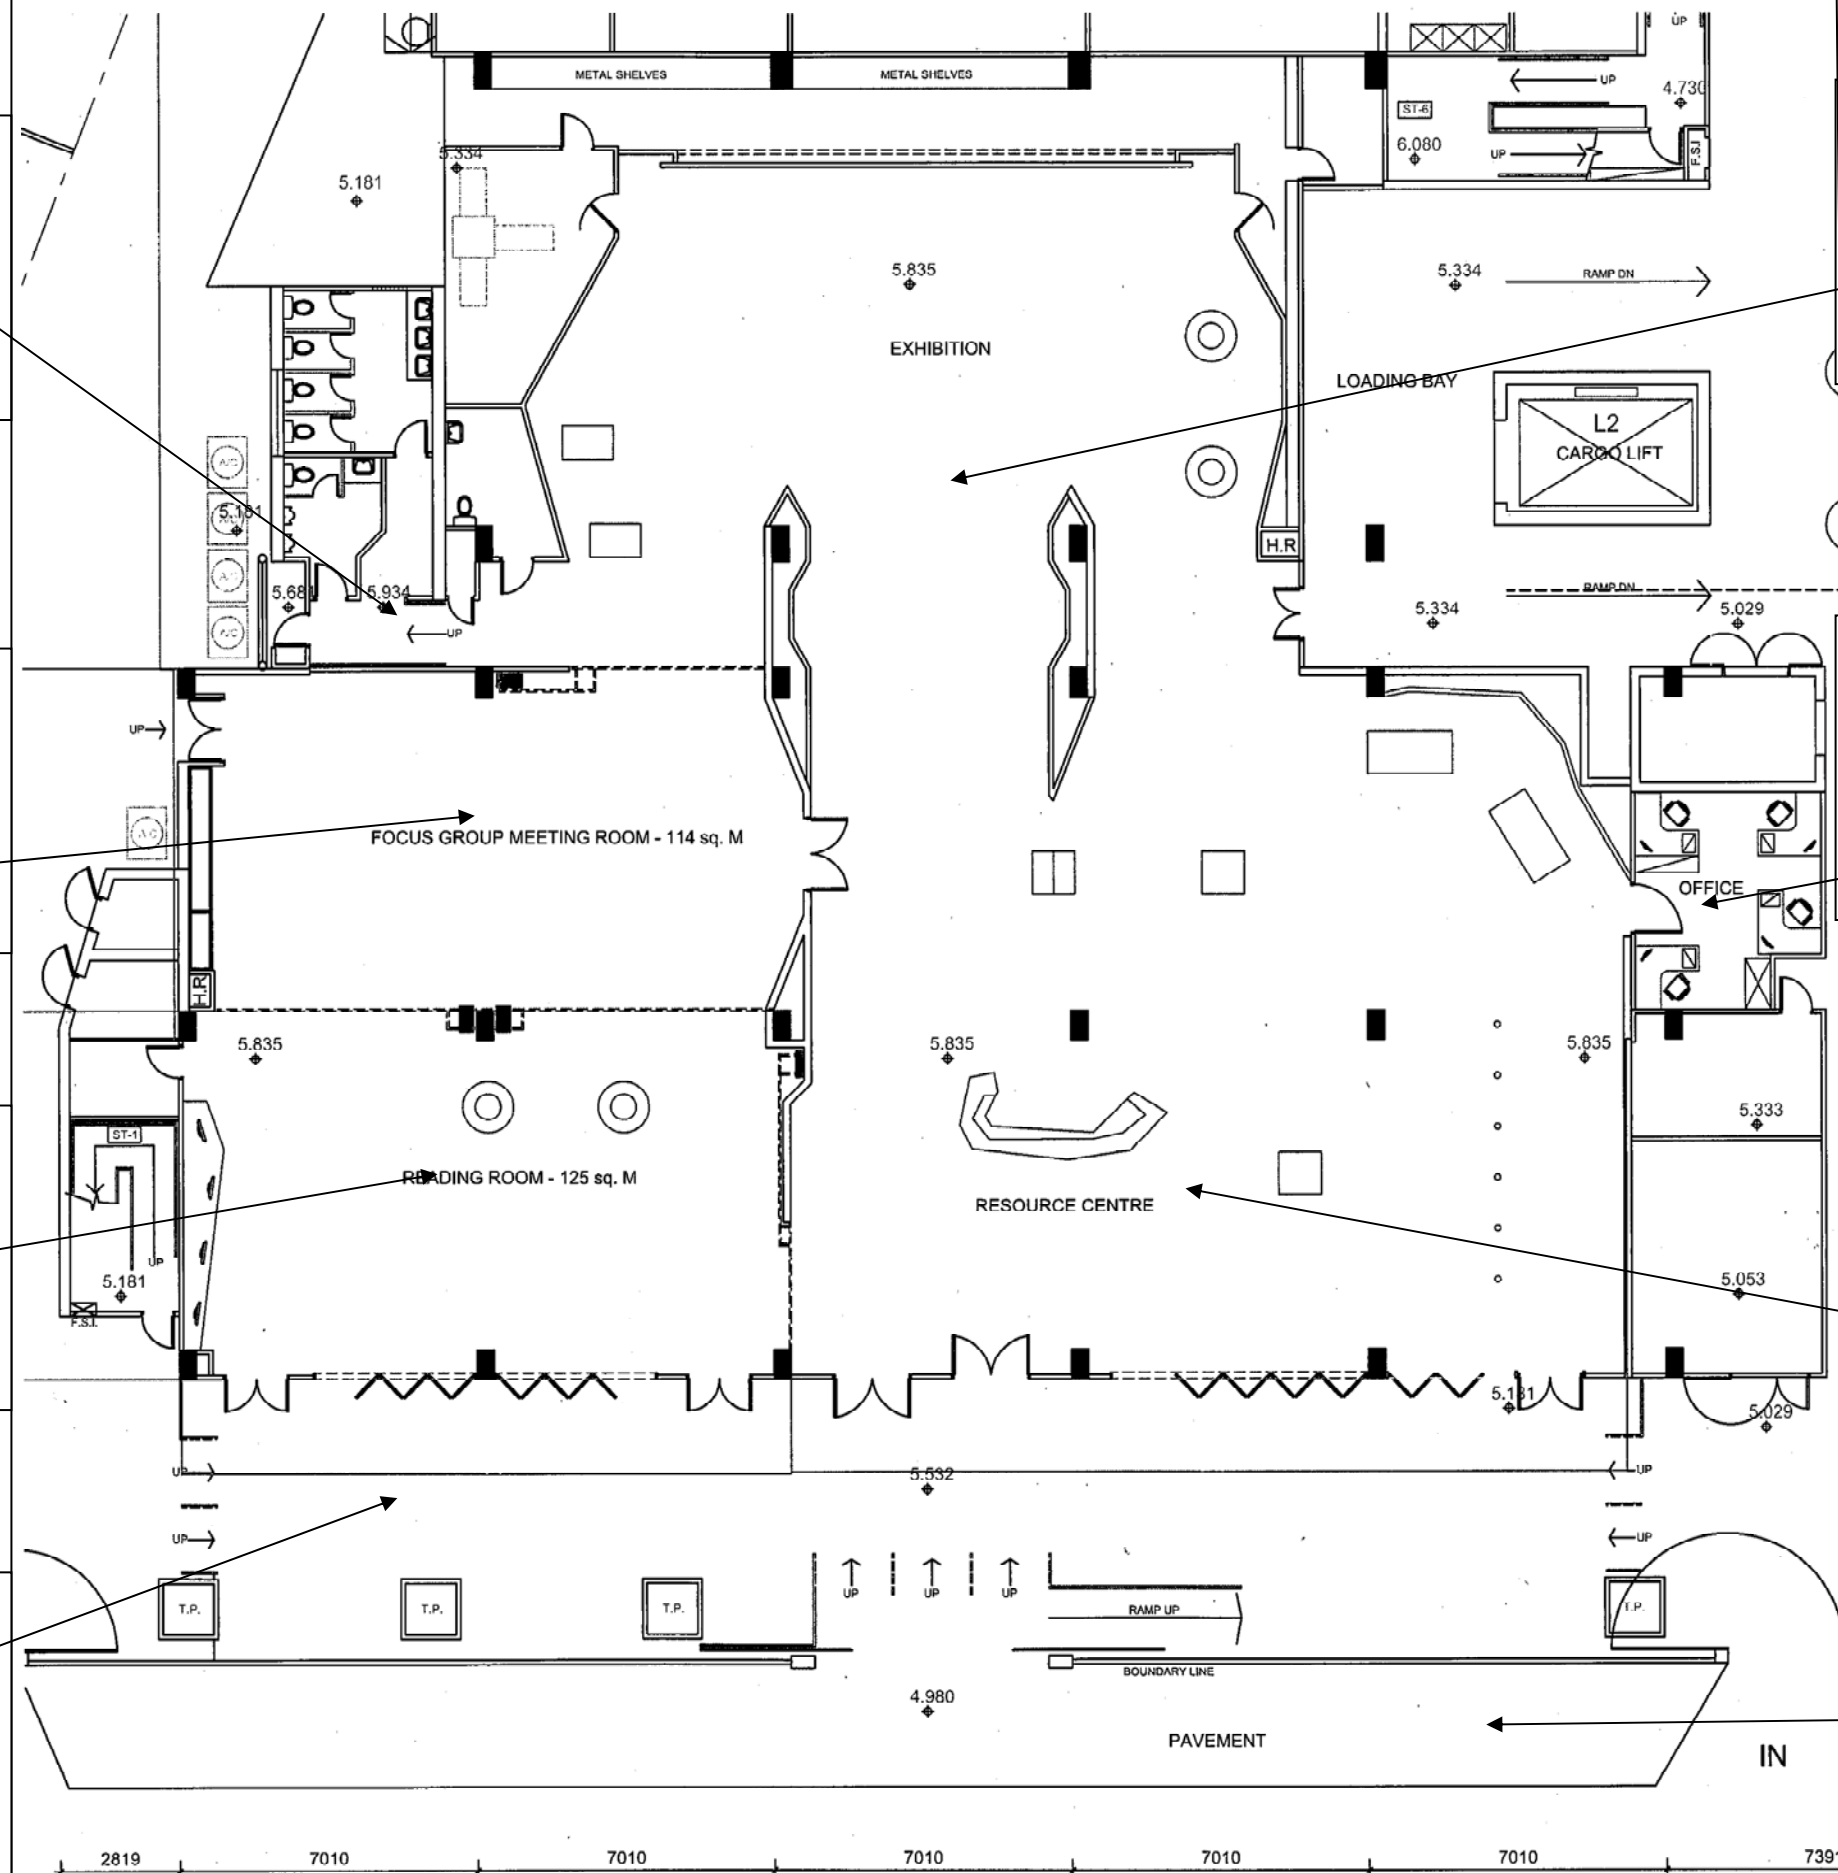 UP
METAL SHELVES
METAL SHELVES
UP
4.730
ST-6
6.080
UP
F.S.I
5.334
5.181
5.835
5.334
RAMP DN
EXHIBITION
LOADING BAY
L2
CARGO LIFT
A/C
A/C
5.181
H.R
A/C
5.934
RAMP DN
5.334
5.029
A/C
UP
UP
A/C
FOCUS GROUP MEETING ROOM - 114 sq. M
OFFICE
H.R.
5.835
5.835
5.835
5.333
ST-1
READING ROOM - 125 sq. M
RESOURCE CENTRE
UP
5.181
5.053
F.S.I.
5.181
5.029
UP
5.532
UP
UP
UP
UP
UP
UP
T.P.
T.P.
T.P.
RAMP UP
T.P.
BOUNDARY LINE
4.980
PAVEMENT
IN
2819
7010
7010
7010
7010
7010
739